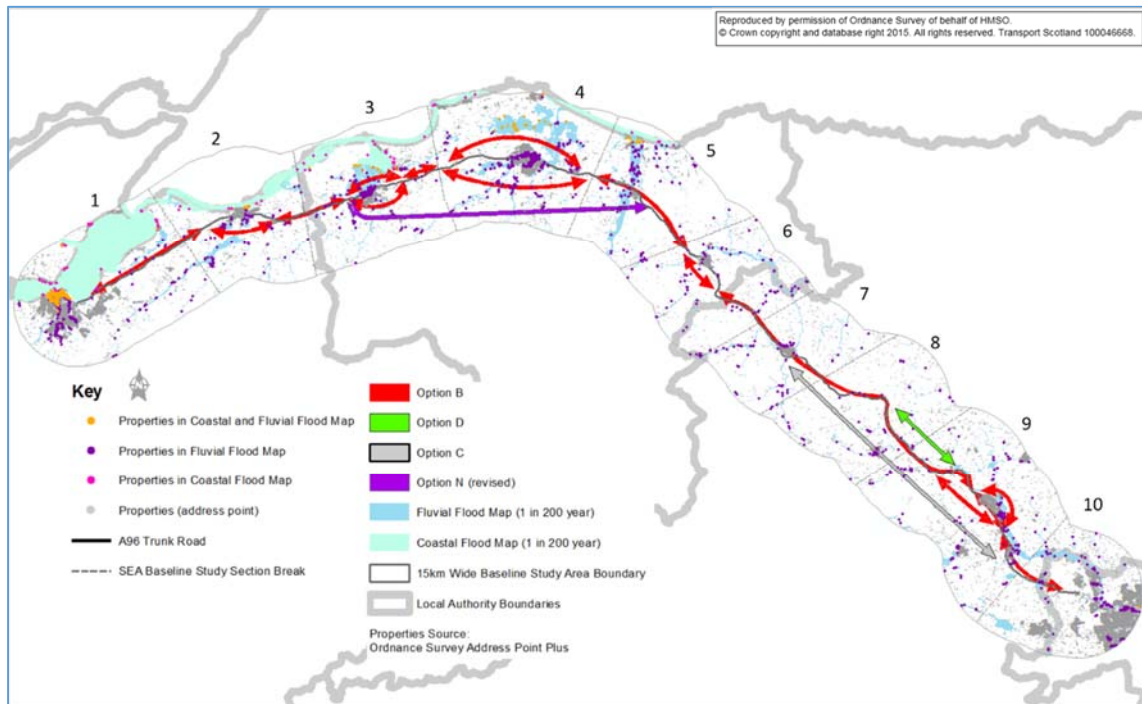 Reproduced by permission of Ordnance Survey of behalf of HMSO.
© Crown copyright and database right 2015. All rights reserved. Transport Scotland 100046668.
1
2
3
4
5
6
7
8
9
10
Key
Properties in Coastal and Fluvial Flood Map
Properties in Fluvial Flood Map
Properties in Coastal Flood Map
Properties (address point)
A96 Trunk Road
SEA Baseline Study Section Break
Option B
Option D
Option C
Option N (revised)
Fluvial Flood Map (1 in 200 year)
Coastal Flood Map (1 in 200 year)
15km Wide Baseline Study Area Boundary
Local Authority Boundaries
Properties Source:
Ordnance Survey Address Point Plus